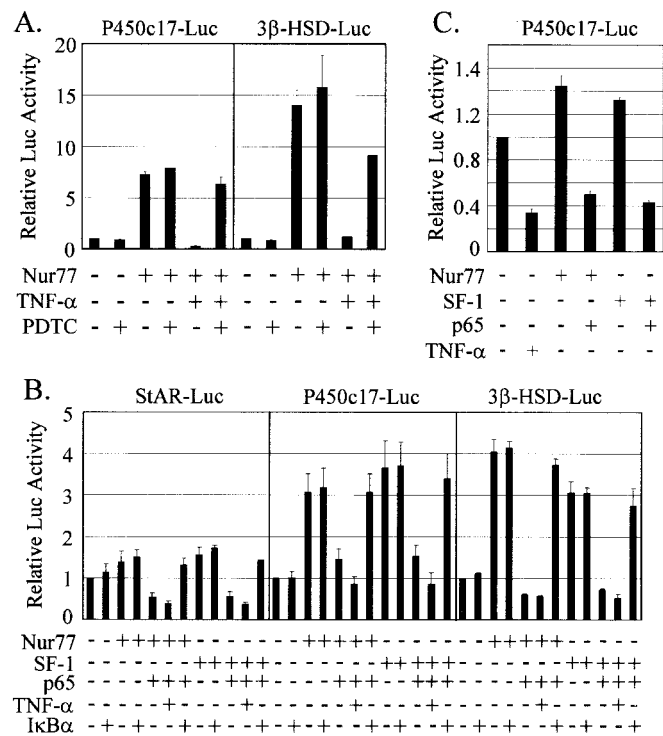 A.
P450c17-Luc
3β-HSD-Luc
Relative Luc Activity
20
15
10
5
0
Nur77 - - + + + + - - + + + +
TNF-α - - - - + + - - - - + +
PDTC - + - + - + - + - + - +
C.
P450c17-Luc
Relative Luc Activity
1.4
1.2
0.8
0.4
0
Nur77 - - + + - -
SF-1 - - - - + +
p65 - - - + - +
TNF-α - + - - - -
B.
StAR-Luc
P450c17-Luc
3β-HSD-Luc
Relative Luc Activity
5
4
3
2
1
0
Nur77 - - + + + + + - - - - - - - + + + + + - - - - - - - + + + + + - - - - -
SF-1 - - - - - - - + + + + + - - - - - - - + + + + + - - - - - - - + + + + +
p65 - - - - + + + - - + + + - - - - + + + - - + + + - - - - + + + - - + + +
TNF-α - - - - - + - - - - + - - - - - - + - - - - + - - - - - - + - - - - + -
IκBα - + - + - - + - + - - + - + - + - - + - + - - + - + - + - - + - + - - +